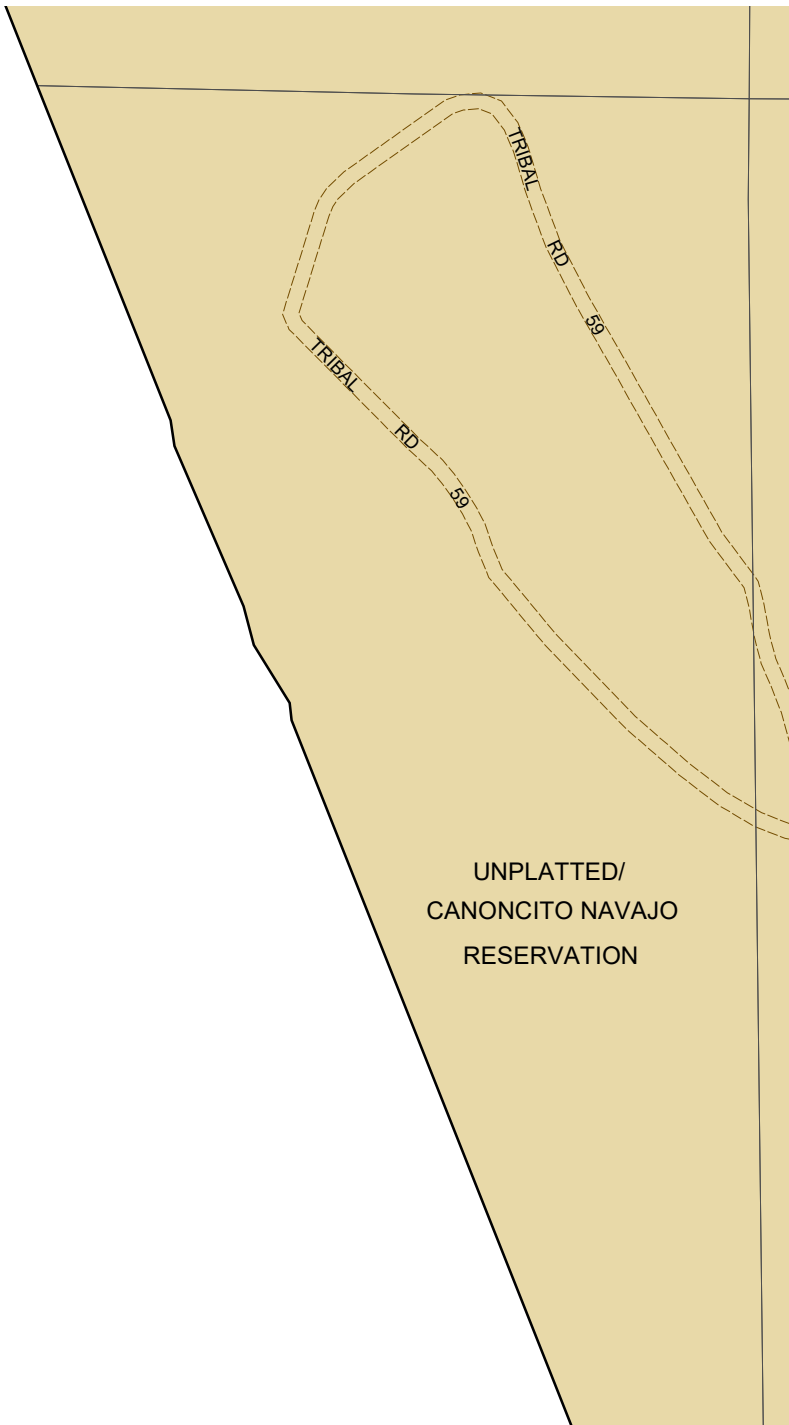 TRIBAL RD 59
TRIBAL RD 59
UNPLATTED/
CANONCITO NAVAJO
RESERVATION